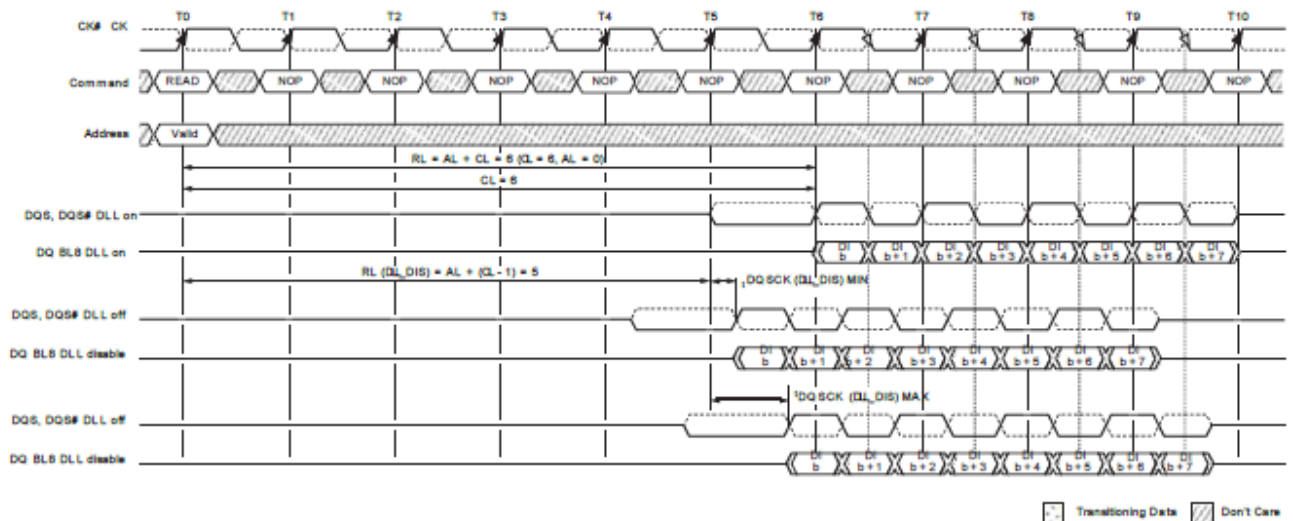 T0 T1 T2 T3 T4 T5 T6 T7 T8 T9 T10
CK# CK
Command READ NOP NOP NOP NOP NOP NOP NOP NOP NOP NOP
Address Valid
RL = AL + CL = 6 (CL = 6, AL = 0)
CL = 6
DQS, DQS# DLL on
DQ BL8 DLL on DI b DI b+1 DI b+2 DI b+3 DI b+4 DI b+5 DI b+6 DI b+7
RL (DLL_DIS) = AL + (CL - 1) = 5 tDQSCK (DLL_DIS) MIN
DQS, DQS# DLL off
DQ BL8 DLL disable DI b DI b+1 DI b+2 DI b+3 DI b+4 DI b+5 DI b+6 DI b+7
tDQSCK (DLL_DIS) MAX
DQS, DQS# DLL off
DQ BL8 DLL disable DI b DI b+1 DI b+2 DI b+3 DI b+4 DI b+5 DI b+6 DI b+7
Transitioning Data Don't Care